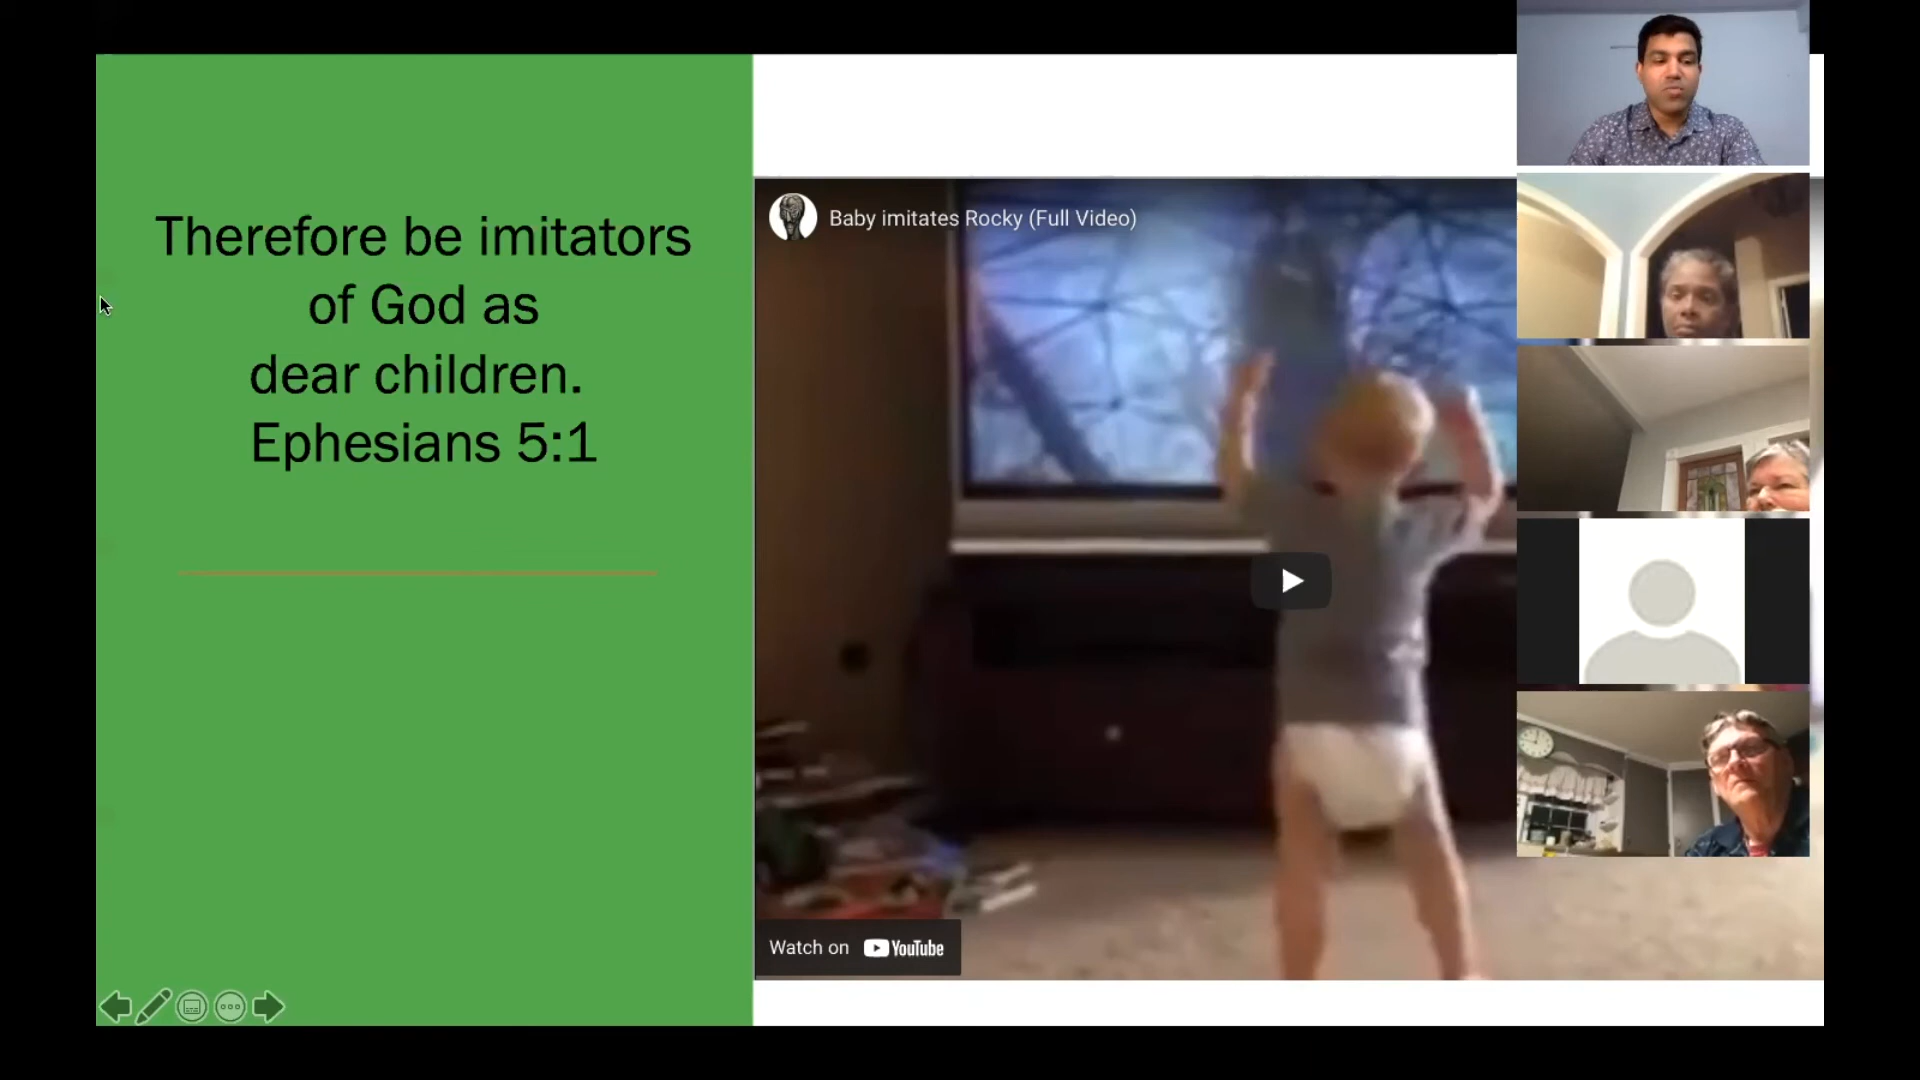 Therefore be imitators
of God as
dear children.
Ephesians 5:1
Baby imitates Rocky (Full Video)
Watch on YouTube